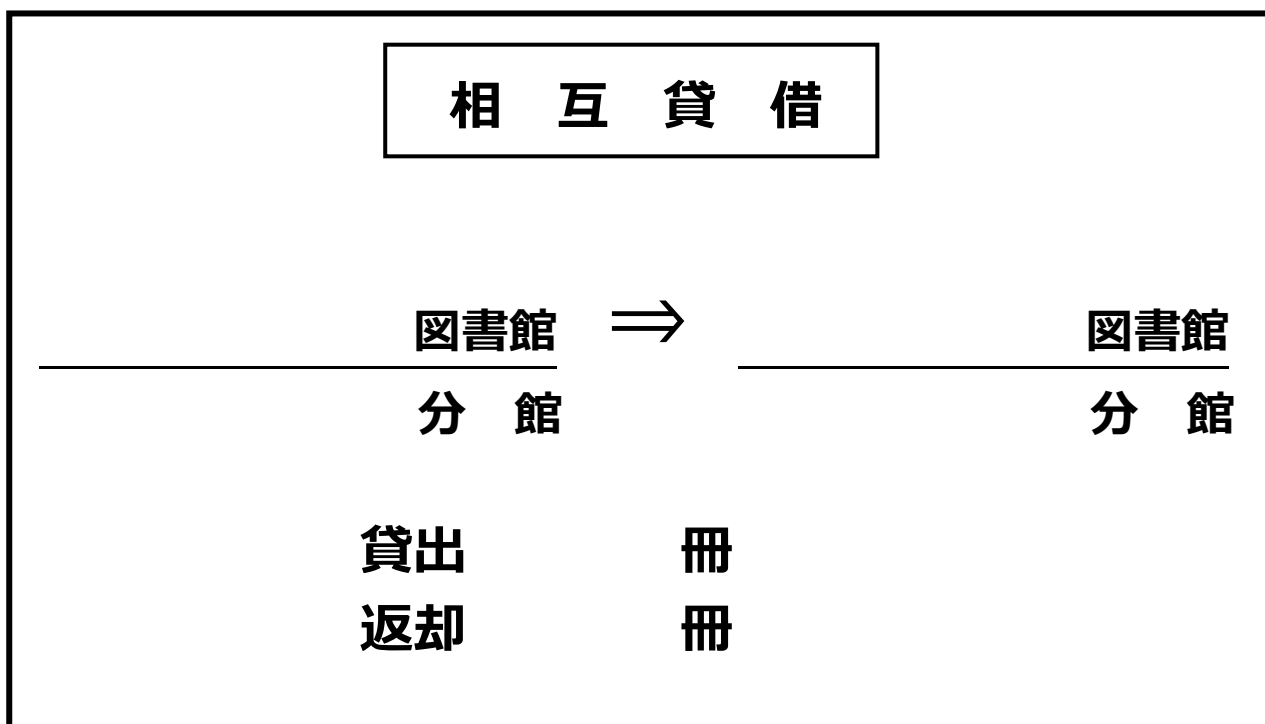 相　互　貸　借
図書館　⇒　図書館
分　館　分　館
貸出　冊
返却　冊